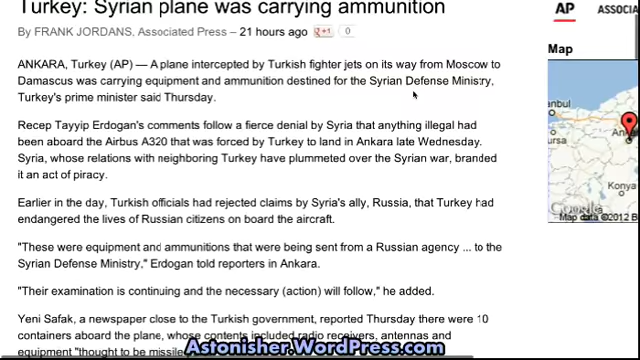 Turkey: Syrian plane was carrying ammunition
AP ASSOCIA
By FRANK JORDANS, Associated Press – 21 hours ago +1 0
Map
ANKARA, Turkey (AP) — A plane intercepted by Turkish fighter jets on its way from Moscow to
Damascus was carrying equipment and ammunition destined for the Syrian Defense Ministry,
Turkey's prime minister said Thursday.
Recep Tayyip Erdogan's comments follow a fierce denial by Syria that anything illegal had
been aboard the Airbus A320 that was forced by Turkey to land in Ankara late Wednesday.
Syria, whose relations with neighboring Turkey have plummeted over the Syrian war, branded
it an act of piracy.
Earlier in the day, Turkish officials had rejected claims by Syria's ally, Russia, that Turkey had
endangered the lives of Russian citizens on board the aircraft.
"These were equipment and ammunitions that were being sent from a Russian agency ... to the
Syrian Defense Ministry," Erdogan told reporters in Ankara.
"Their examination is continuing and the necessary (action) will follow," he added.
Yeni Safak, a newspaper close to the Turkish government, reported Thursday there were 10
containers aboard the plane, whose contents included radio receivers, antennas and
equipment "thought to be missile
anbul
ursa
Anka
Konya
Google
Map data ©2012 B
Astonisher.WordPress.com